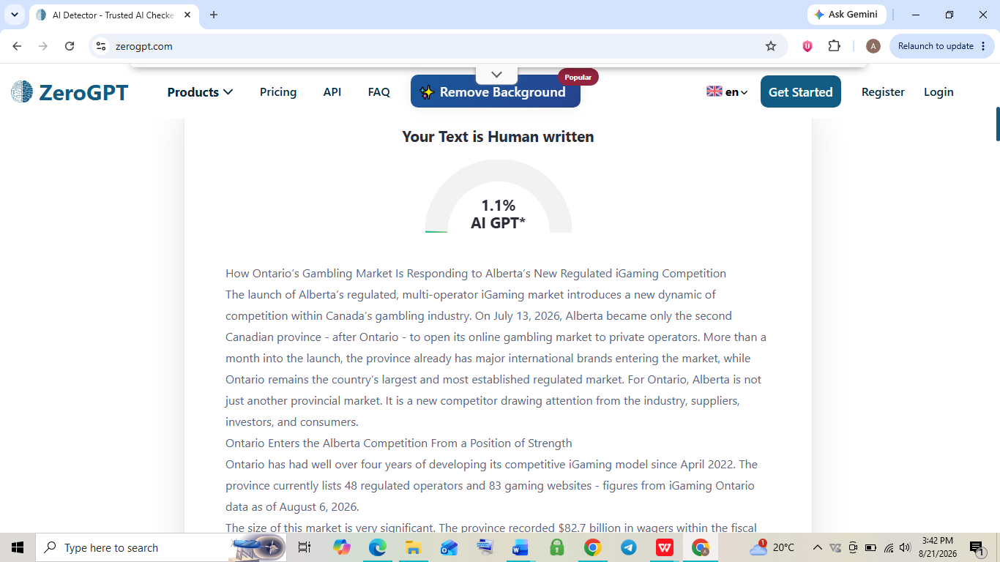 AI Detector - Trusted AI Checke
Ask Gemini
zerogpt.com
A
Relaunch to update
Popular
ZeroGPT
Products
Pricing
API
FAQ
Remove Background
en
Get Started
Register
Login
Your Text is Human written
1.1%
AI GPT*
How Ontario's Gambling Market Is Responding to Alberta's New Regulated iGaming Competition
The launch of Alberta's regulated, multi-operator iGaming market introduces a new dynamic of
competition within Canada's gambling industry. On July 13, 2026, Alberta became only the second
Canadian province - after Ontario - to open its online gambling market to private operators. More than a
month into the launch, the province already has major international brands entering the market, while
Ontario remains the country's largest and most established regulated market. For Ontario, Alberta is not
just another provincial market. It is a new competitor drawing attention from the industry, suppliers,
investors, and consumers.
Ontario Enters the Alberta Competition From a Position of Strength
Ontario has had well over four years of developing its competitive iGaming model since April 2022. The
province currently lists 48 regulated operators and 83 gaming websites - figures from iGaming Ontario
data as of August 6, 2026.
The size of this market is very significant. The province recorded $82.7 billion in wagers within the fiscal
Type here to search
1
20°C
3:42 PM
8/21/2026
1